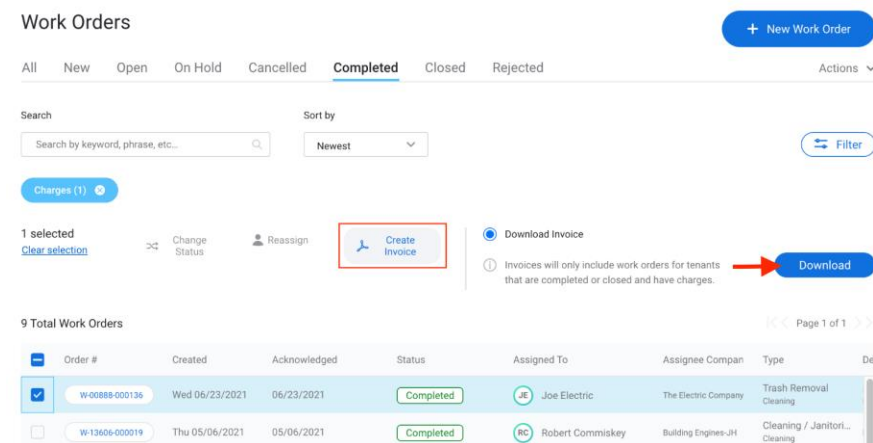 Work Orders
+ New Work Order
All New Open On Hold Cancelled Completed Closed Rejected Actions
Search Sort by
Search by keyword, phrase, etc... Newest Filter
Charges (1)
1 selected
Clear selection
Change
Status
Reassign
Create
Invoice
Download Invoice
Invoices will only include work orders for tenants
that are completed or closed and have charges.
Download
9 Total Work Orders Page 1 of 1
Order # Created Acknowledged Status Assigned To Assignee Compan Type De
W-00888-000136 Wed 06/23/2021 06/23/2021 Completed JE Joe Electric The Electric Company Trash Removal
Cleaning
W-13606-000019 Thu 05/06/2021 05/06/2021 Completed RC Robert Commiskey Building Engines-JH Cleaning / Janitori...
Cleaning